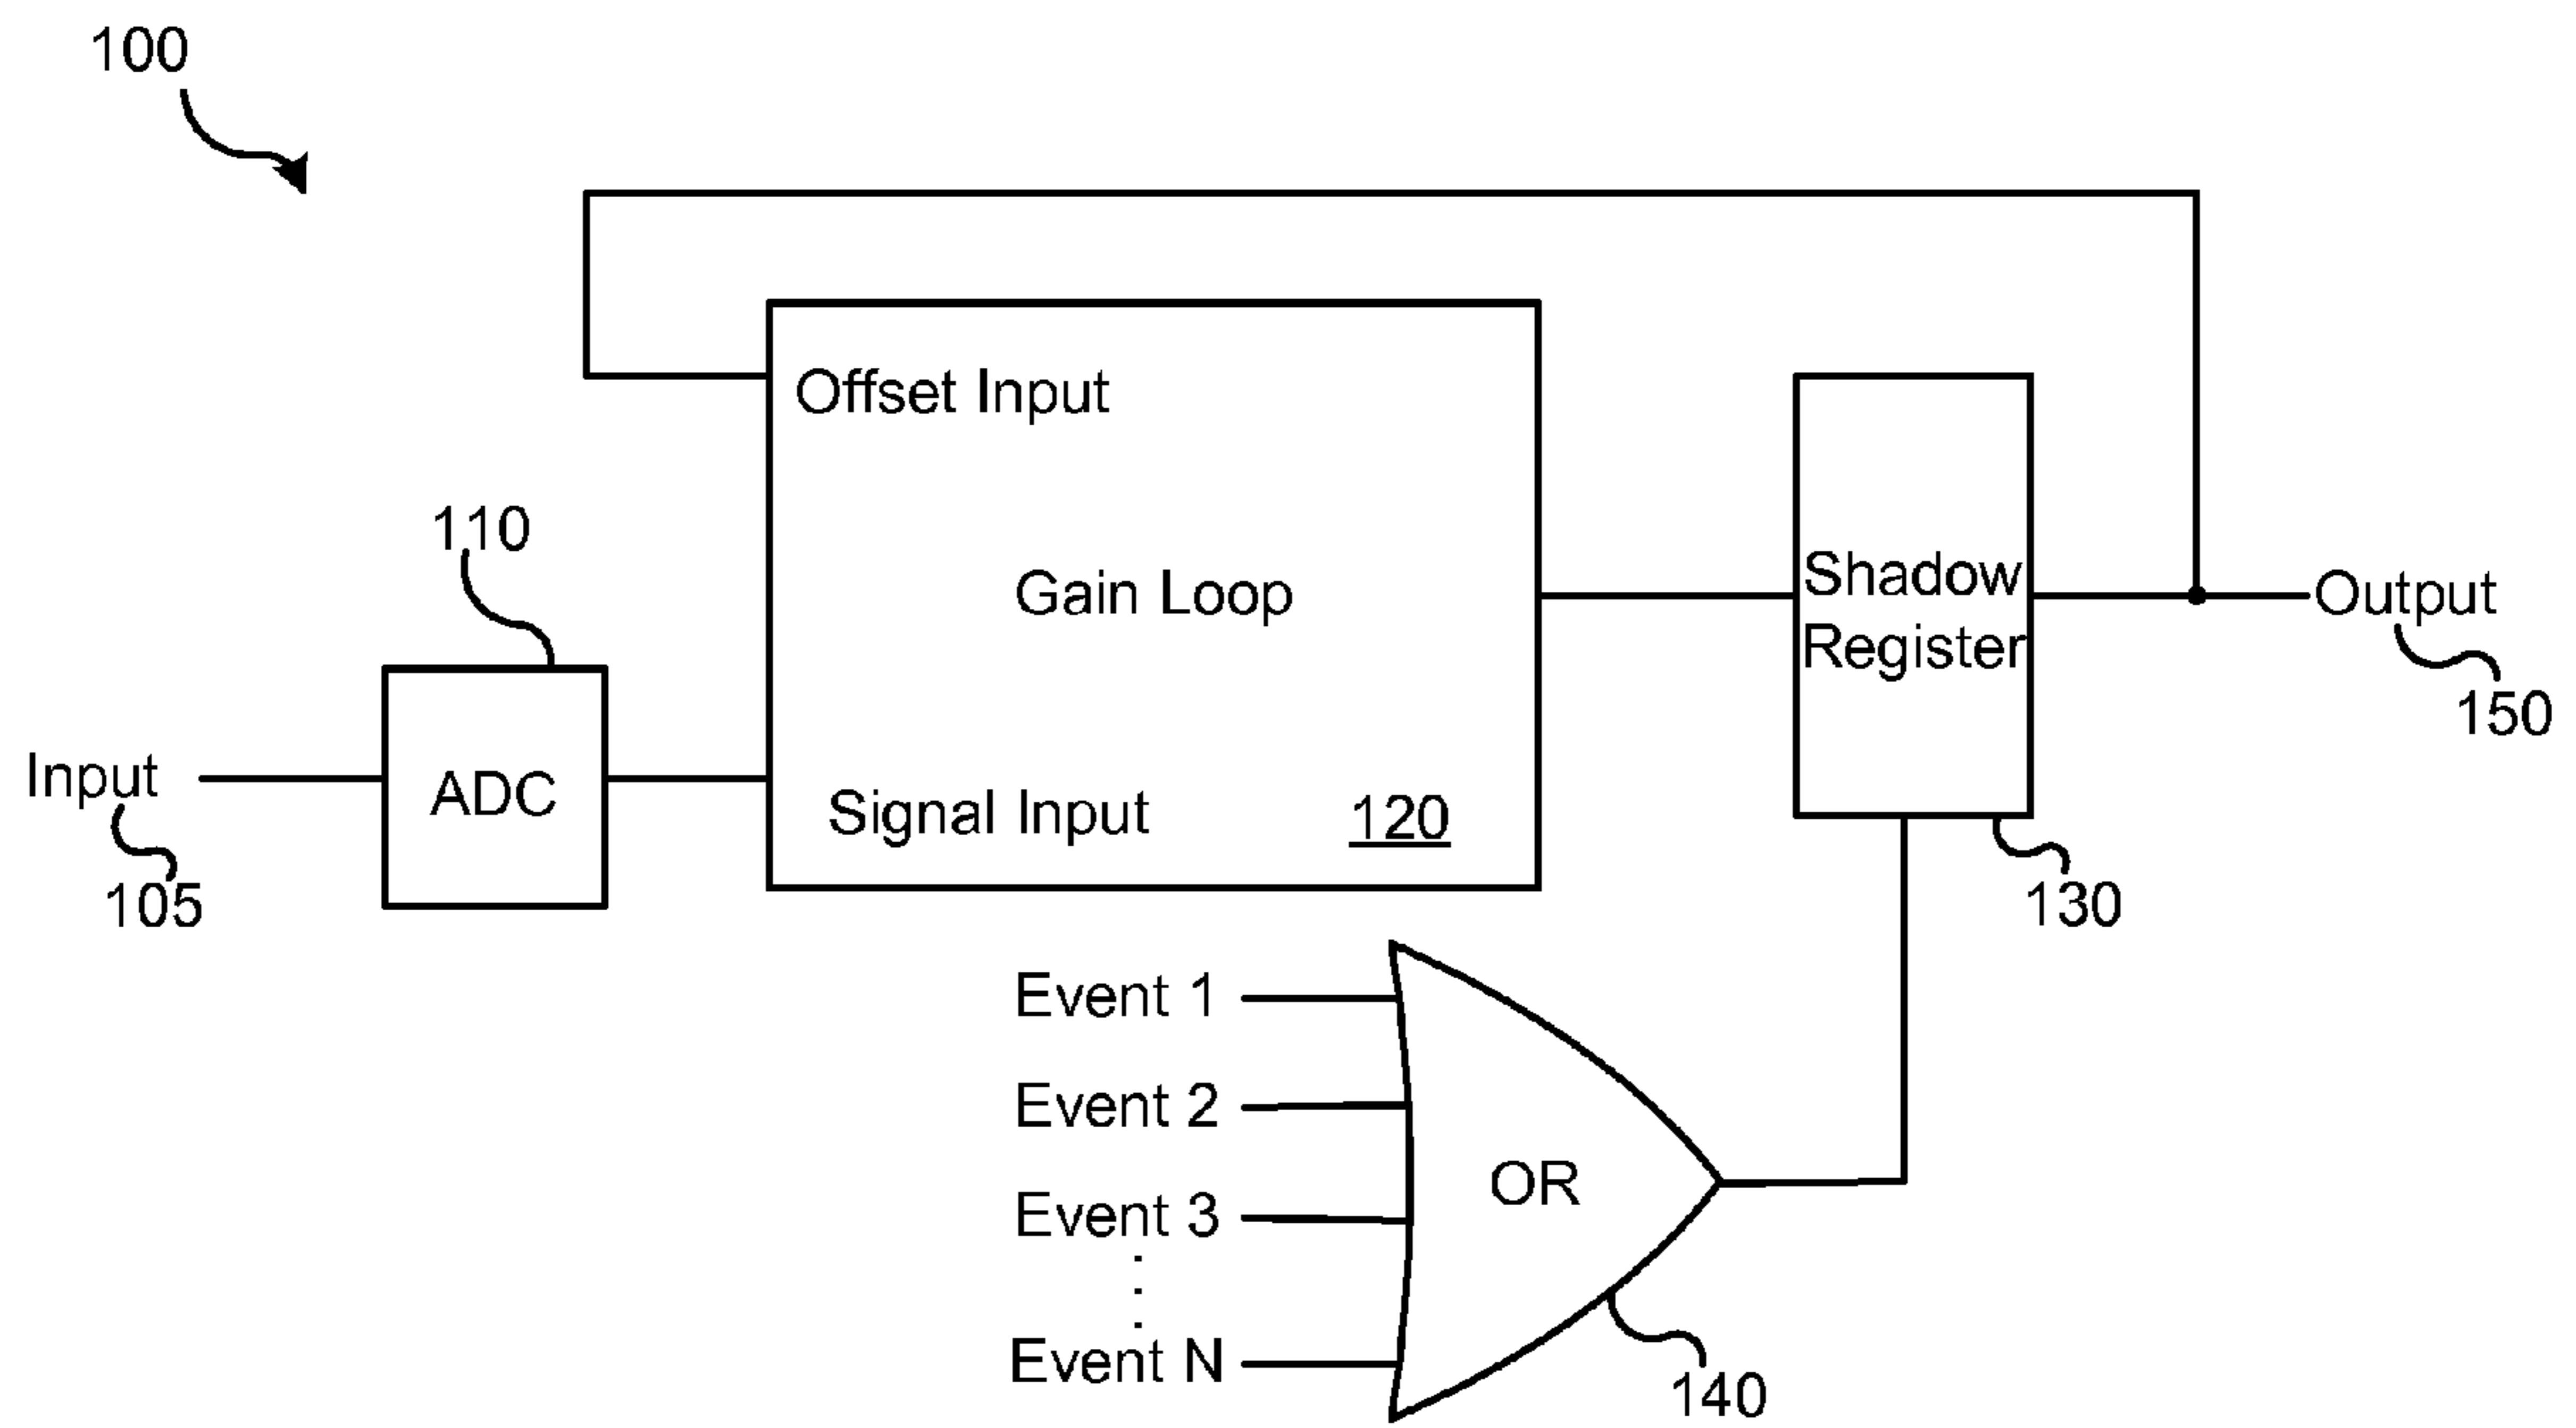 100
Offset Input
110
Gain Loop
Shadow
Register
Output
150
Input
ADC
Signal Input
120
105
130
Event 1
Event 2
Event 3
OR
Event N
140